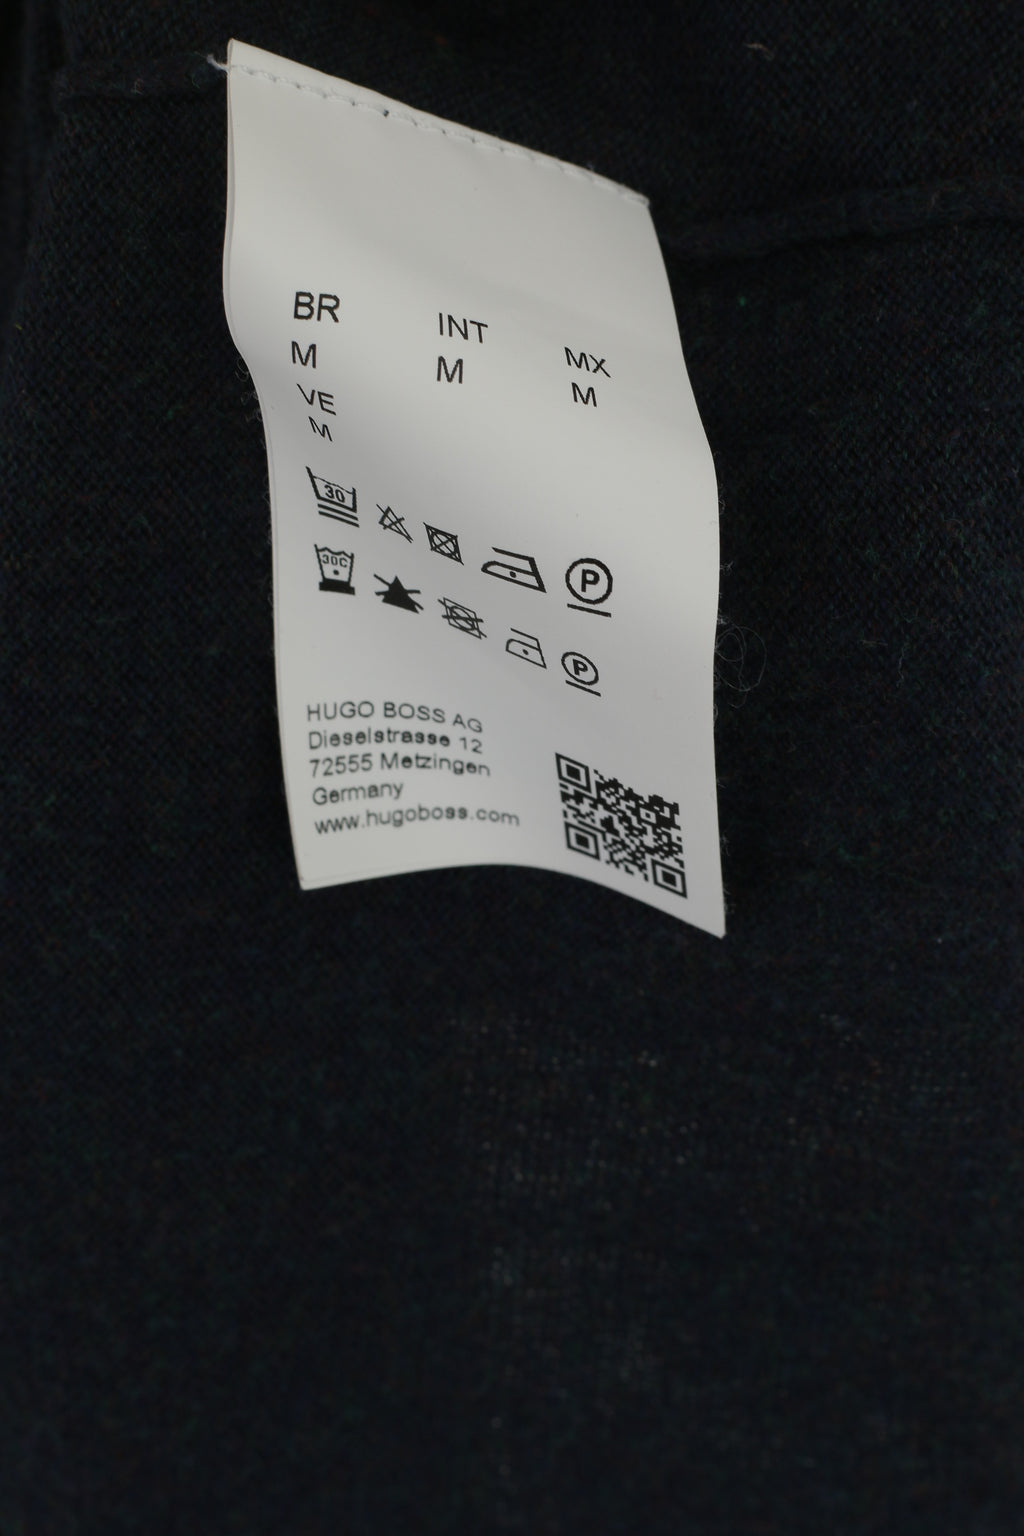 BR INT MX
M M M
VE
M
30 P
30C P
HUGO BOSS AG
Dieselstrasse 12
72555 Metzingen
Germany
www.hugoboss.com